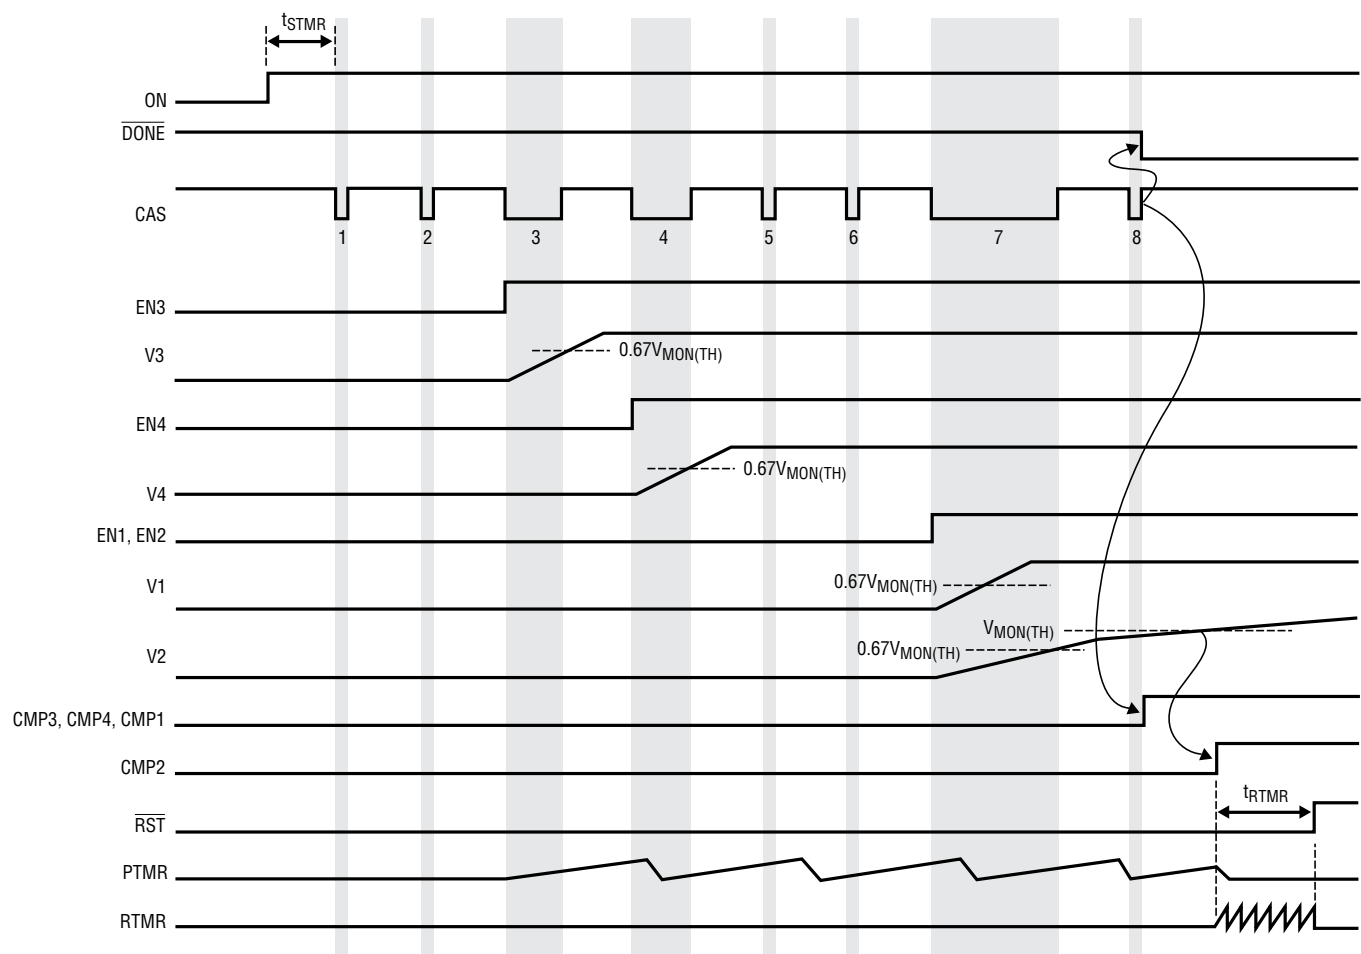 tSTMR
ON
DONE
CAS
1 2 3 4 5 6 7 8
EN3
V3
0.67VMON(TH)
EN4
0.67VMON(TH)
V4
EN1, EN2
0.67VMON(TH)
V1
VMON(TH)
0.67VMON(TH)
V2
CMP3, CMP4, CMP1
CMP2
tRTMR
RST
PTMR
RTMR